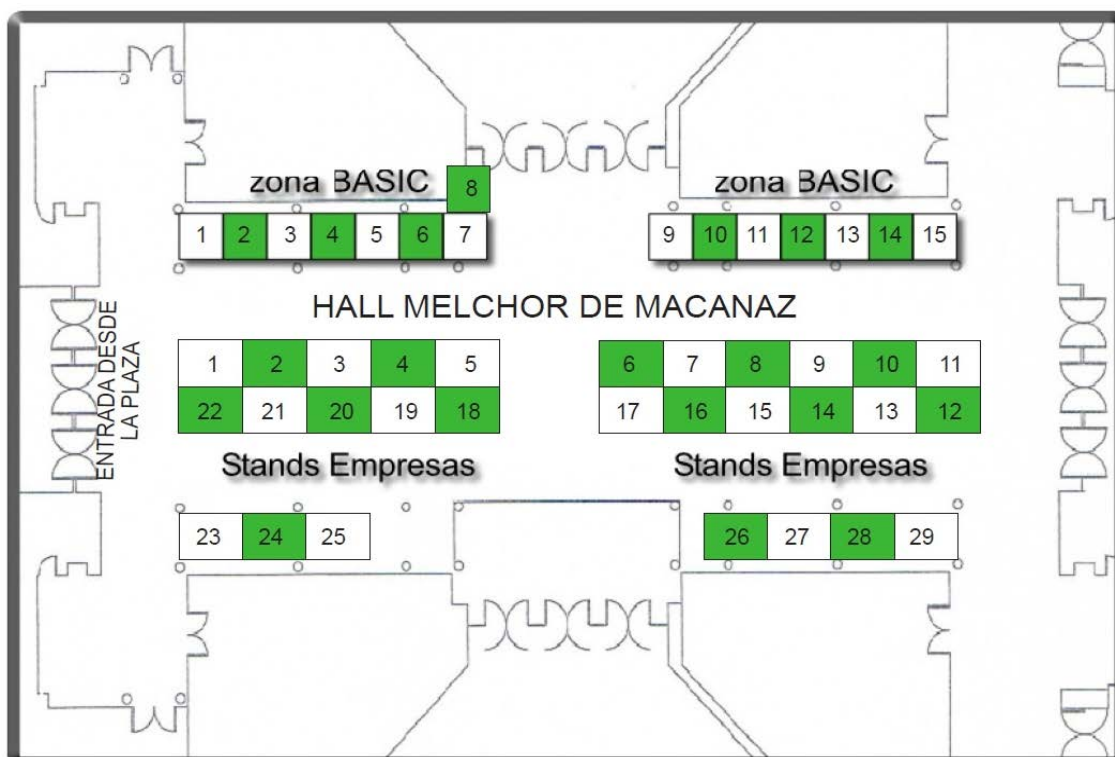 zona BASIC
8
zona BASIC
1 2 3 4 5 6 7
9 10 11 12 13 14 15
HALL MELCHOR DE MACANAZ
ENTRADA DESDE
LA PLAZA
1 2 3 4 5
22 21 20 19 18
6 7 8 9 10 11
17 16 15 14 13 12
Stands Empresas
Stands Empresas
23 24 25
26 27 28 29